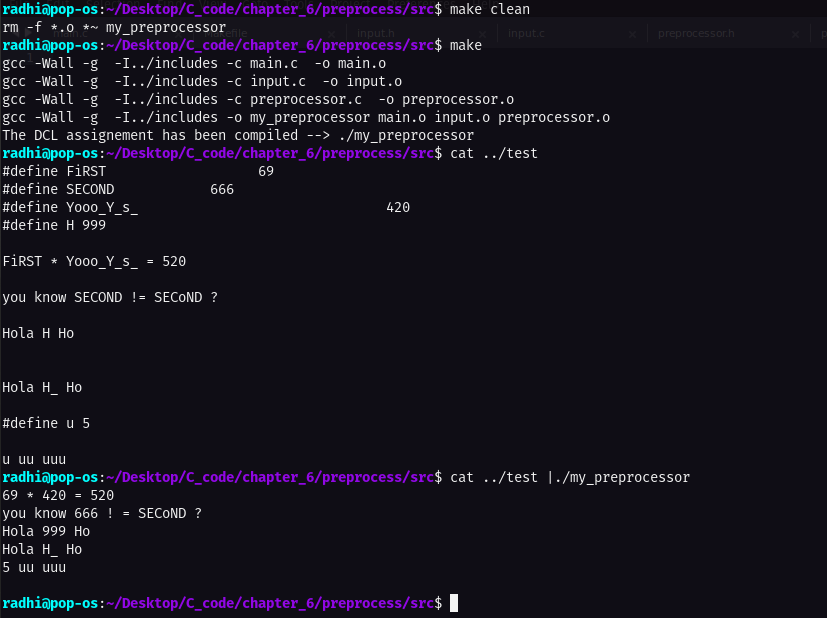 radhi@pop-os:~/Desktop/C_code/chapter_6/preprocess/src$ make clean
rm -f *.o *~ my_preprocessor
input.h
input.c
preprocessor.h
radhi@pop-os:~/Desktop/C_code/chapter_6/preprocess/src$ make
gcc -Wall -g  -I../includes -c main.c  -o main.o
gcc -Wall -g  -I../includes -c input.c  -o input.o
gcc -Wall -g  -I../includes -c preprocessor.c  -o preprocessor.o
gcc -Wall -g  -I../includes -o my_preprocessor main.o input.o preprocessor.o
The DCL assignement has been compiled --> ./my_preprocessor
radhi@pop-os:~/Desktop/C_code/chapter_6/preprocess/src$ cat ../test
#define FiRST                   69
#define SECOND            666
#define Yooo_Y_s_                               420
#define H 999
FiRST * Yooo_Y_s_ = 520
you know SECOND != SECoND ?
Hola H Ho
Hola H_ Ho
#define u 5
u uu uuu
radhi@pop-os:~/Desktop/C_code/chapter_6/preprocess/src$ cat ../test |./my_preprocessor
69 * 420 = 520
you know 666 ! = SECoND ?
Hola 999 Ho
Hola H_ Ho
5 uu uuu
radhi@pop-os:~/Desktop/C_code/chapter_6/preprocess/src$